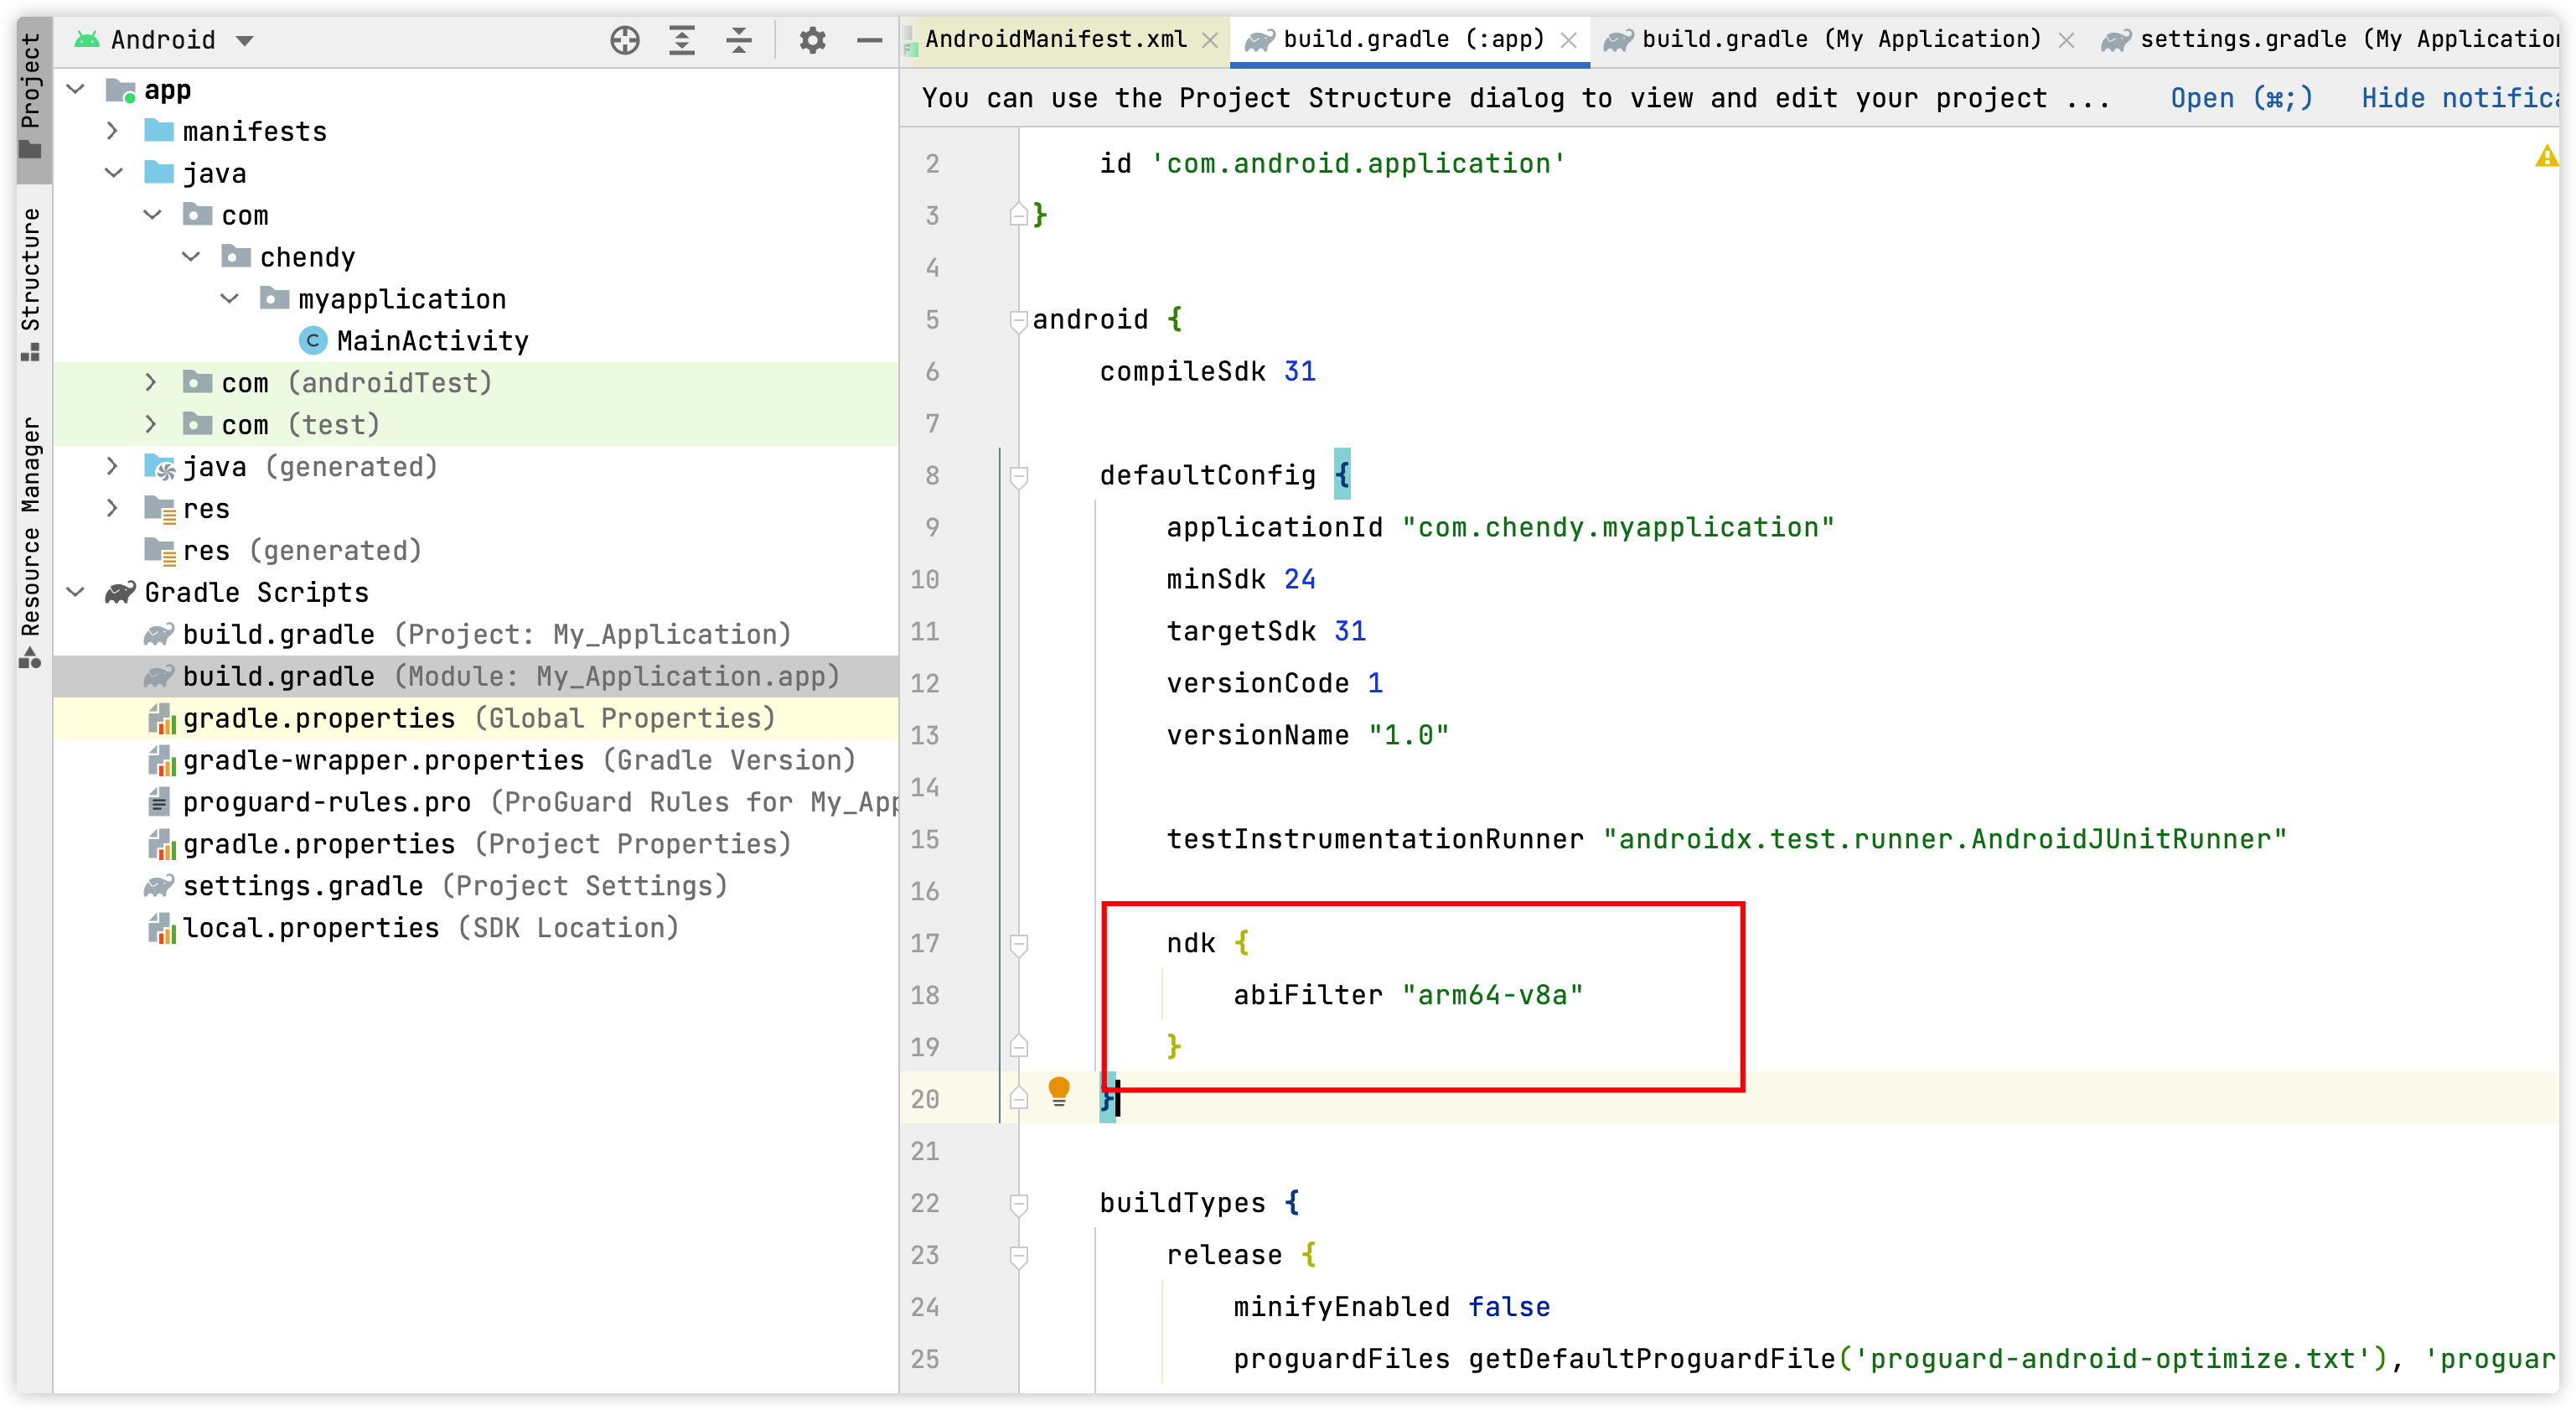 Project
Structure
Resource Manager
Android
app
manifests
java
com
chendy
myapplication
MainActivity
com (androidTest)
com (test)
java (generated)
res
res (generated)
Gradle Scripts
build.gradle (Project: My_Application)
build.gradle (Module: My_Application.app)
gradle.properties (Global Properties)
gradle-wrapper.properties (Gradle Version)
proguard-rules.pro (ProGuard Rules for My_App
gradle.properties (Project Properties)
settings.gradle (Project Settings)
local.properties (SDK Location)
AndroidManifest.xml build.gradle (:app) build.gradle (My Application) settings.gradle (My Application
You can use the Project Structure dialog to view and edit your project ... Open (⌘;) Hide notifica
2 id 'com.android.application'
3 }
4
5 android {
6 compileSdk 31
7
8 defaultConfig {
9 applicationId "com.chendy.myapplication"
10 minSdk 24
11 targetSdk 31
12 versionCode 1
13 versionName "1.0"
14
15 testInstrumentationRunner "androidx.test.runner.AndroidJUnitRunner"
16
17 ndk {
18 abiFilter "arm64-v8a"
19 }
20 }
21
22 buildTypes {
23 release {
24 minifyEnabled false
25 proguardFiles getDefaultProguardFile('proguard-android-optimize.txt'), 'proguar